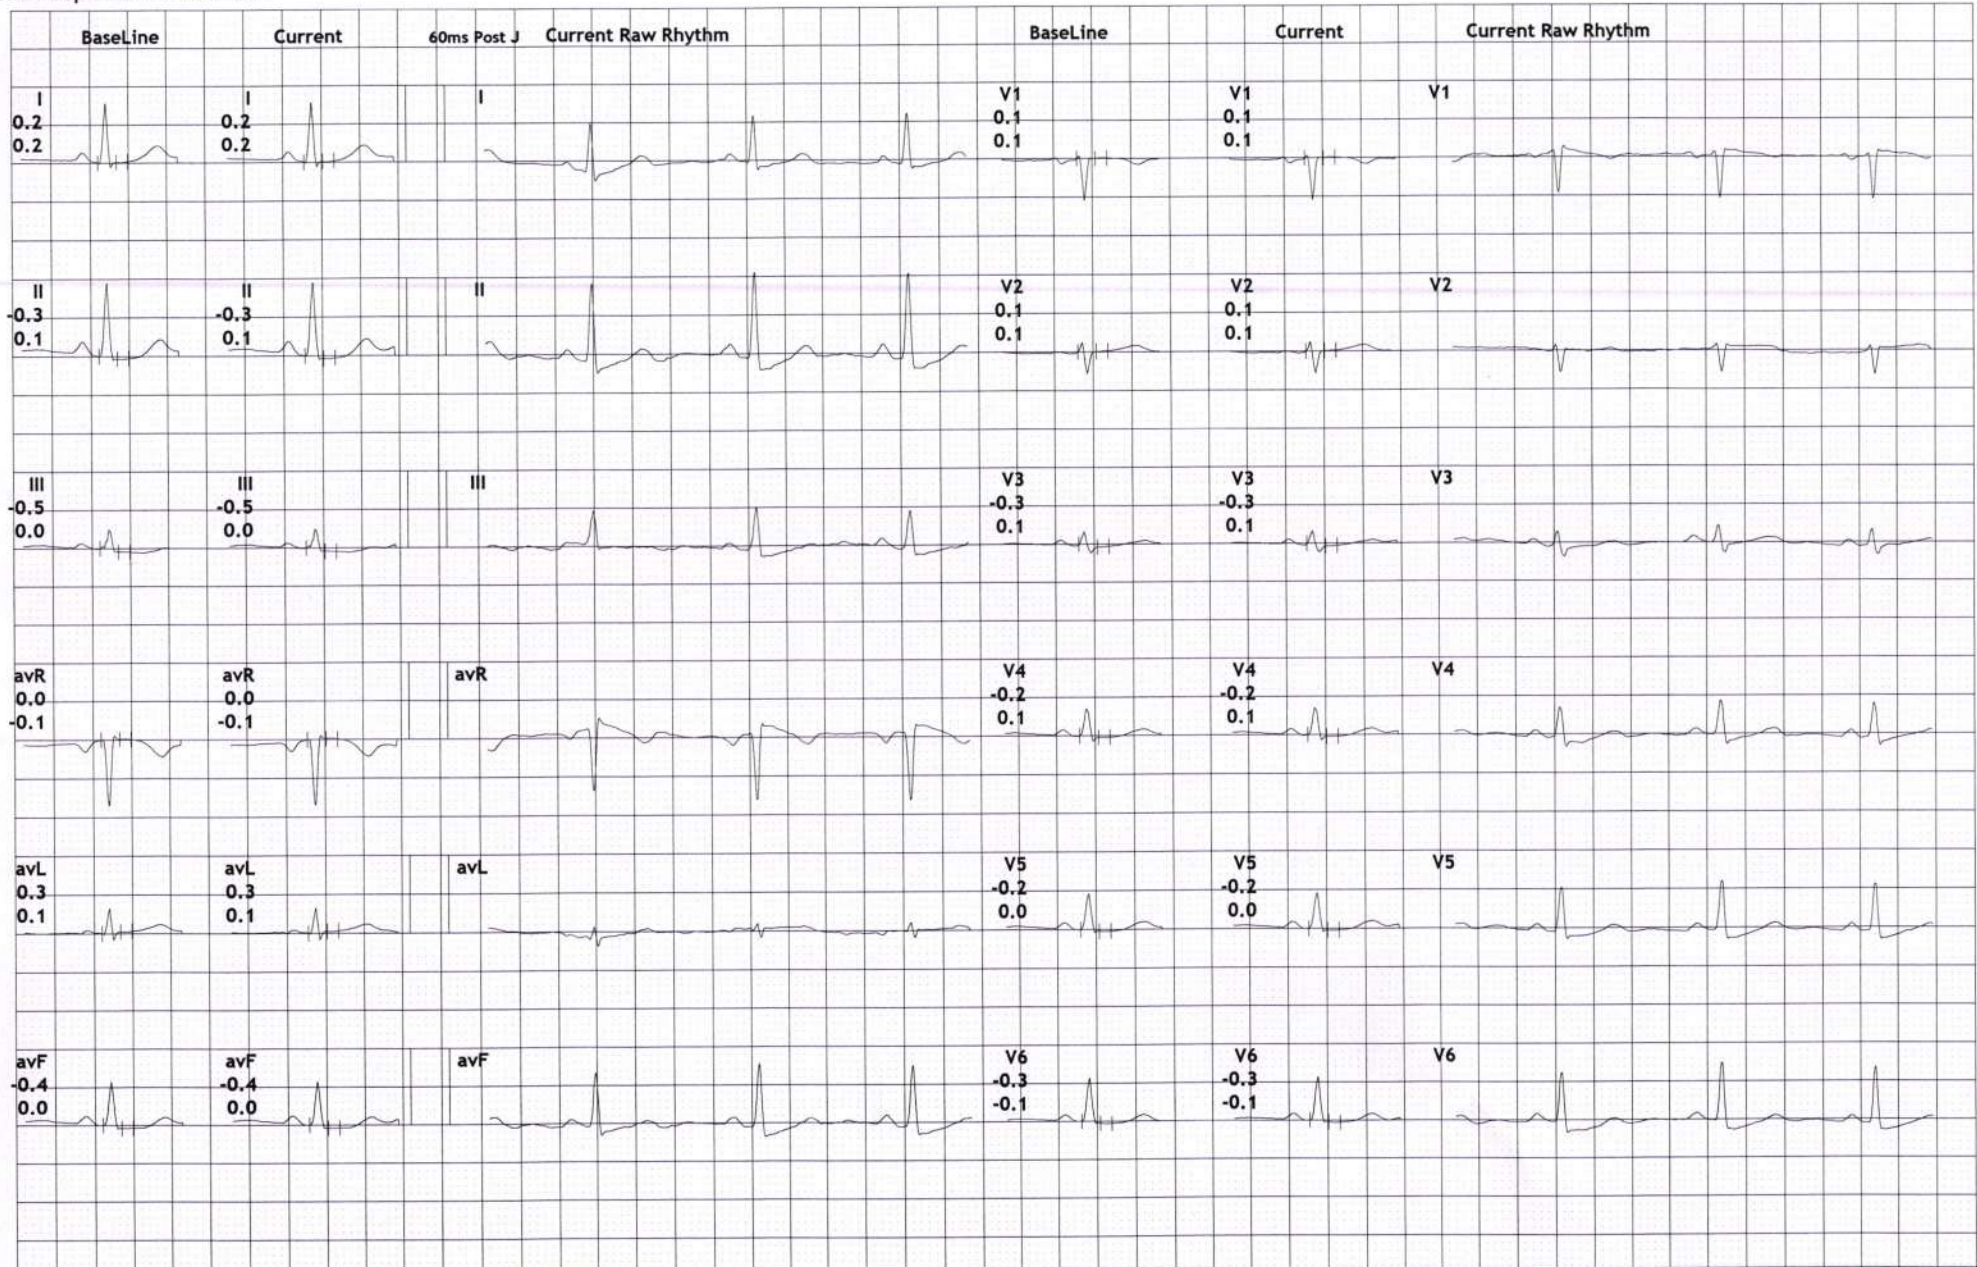 BaseLine Current 60ms Post J Current Raw Rhythm BaseLine Current Current Raw Rhythm
I I I V1 V1 V1
0.2 0.2 0.1 0.1
0.2 0.2 0.1 0.1
II II II V2 V2 V2
-0.3 -0.3 0.1 0.1
0.1 0.1 0.1 0.1
III III III V3 V3 V3
-0.5 -0.5 -0.3 -0.3
0.0 0.0 0.1 0.1
avR avR avR V4 V4 V4
0.0 0.0 -0.2 -0.2
-0.1 -0.1 0.1 0.1
avL avL avL V5 V5 V5
0.3 0.3 -0.2 -0.2
0.1 0.1 0.0 0.0
avF avF avF V6 V6 V6
-0.4 -0.4 -0.3 -0.3
0.0 0.0 -0.1 -0.1